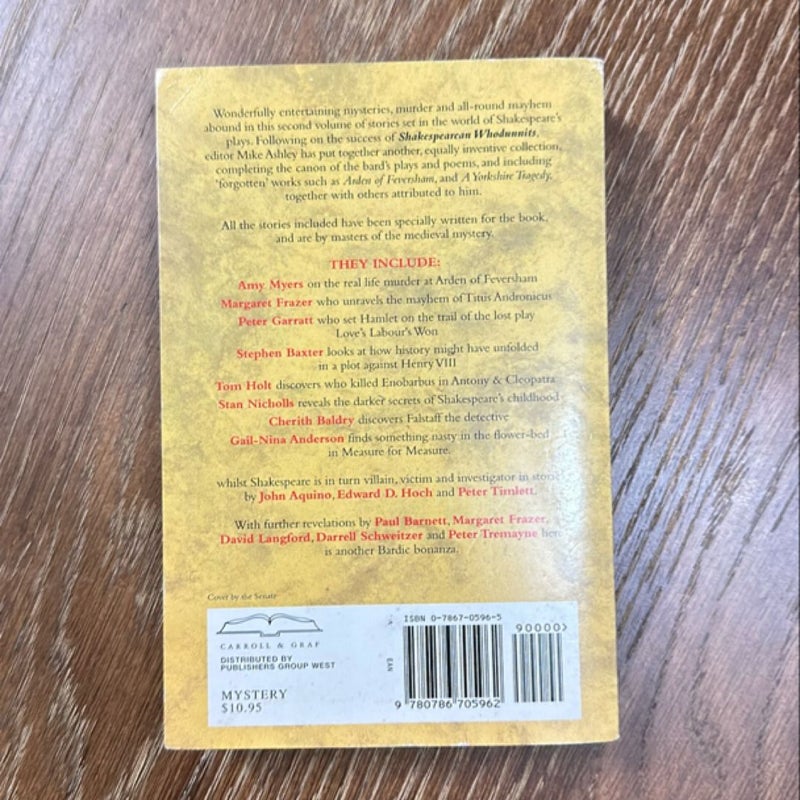 Wonderfully entertaining mysteries, murder and all-round mayhem
abound in this second volume of stories set in the world of Shakespeare's
plays. Following on the success of Shakespearean Whodunnits,
editor Mike Ashley has put together another, equally inventive collection,
completing the canon of the bard's plays and poems, and including
'forgotten' works such as Arden of Feversham, and A Yorkshire Tragedy,
together with others attributed to him.
All the stories included have been specially written for the book,
and are by masters of the medieval mystery.
THEY INCLUDE:
Amy Myers on the real life murder at Arden of Feversham
Margaret Frazer who unravels the mayhem of Titus Andronicus
Peter Garratt who set Hamlet on the trail of the lost play
Love's Labour's Won
Stephen Baxter looks at how history might have unfolded
in a plot against Henry VIII
Tom Holt discovers who killed Enobarbus in Antony & Cleopatra
Stan Nicholls reveals the darker secrets of Shakespeare's childhood
Cherith Baldry discovers Falstaff the detective
Gail-Nina Anderson finds something nasty in the flower-bed
in Measure for Measure.
whilst Shakespeare is in turn villain, victim and investigator in stories
by John Aquino, Edward D. Hoch and Peter Timlett.
With further revelations by Paul Barnett, Margaret Frazer,
David Langford, Darrell Schweitzer and Peter Tremayne here
is another Bardic bonanza.
Cover by the Senate
CARROLL & GRAF
DISTRIBUTED BY
PUBLISHERS GROUP WEST
MYSTERY
$10.95
ISBN 0-7867-0596-5
90000>
EAN
9 780786 705962